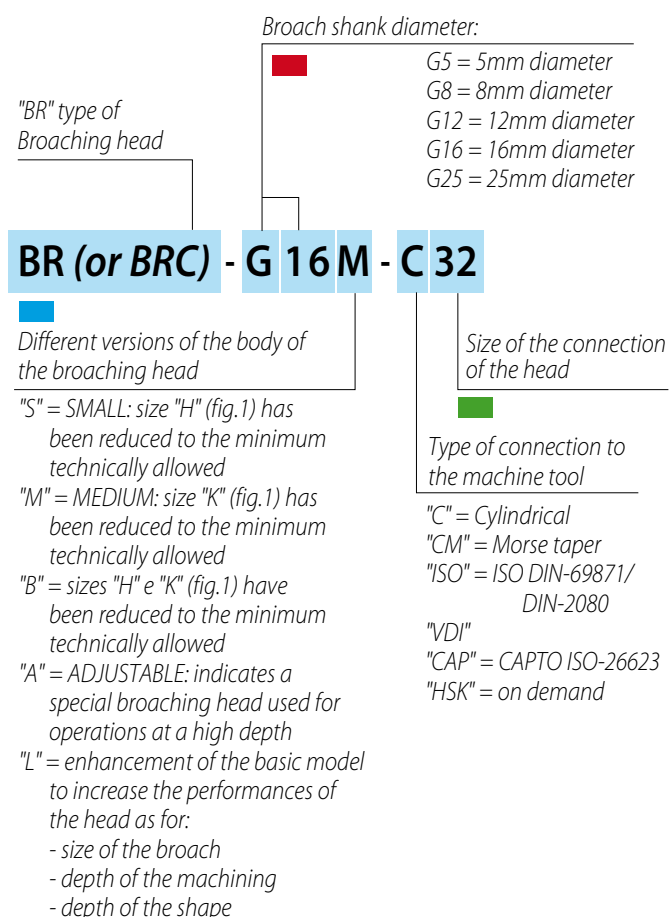 Broach shank diameter:
G5 = 5mm diameter
G8 = 8mm diameter
G12 = 12mm diameter
G16 = 16mm diameter
G25 = 25mm diameter
"BR" type of
Broaching head
BR (or BRC) - G 16 M - C 32
Different versions of the body of
the broaching head
"S" = SMALL: size "H" (fig.1) has
been reduced to the minimum
technically allowed
"M" = MEDIUM: size "K" (fig.1) has
been reduced to the minimum
technically allowed
"B" = sizes "H" e "K" (fig.1) have
been reduced to the minimum
technically allowed
"A" = ADJUSTABLE: indicates a
special broaching head used for
operations at a high depth
"L" = enhancement of the basic model
to increase the performances of
the head as for:
- size of the broach
- depth of the machining
- depth of the shape
Size of the connection
of the head
Type of connection to
the machine tool
"C" = Cylindrical
"CM" = Morse taper
"ISO" = ISO DIN-69871/
DIN-2080
"VDI"
"CAP" = CAPTO ISO-26623
"HSK" = on demand